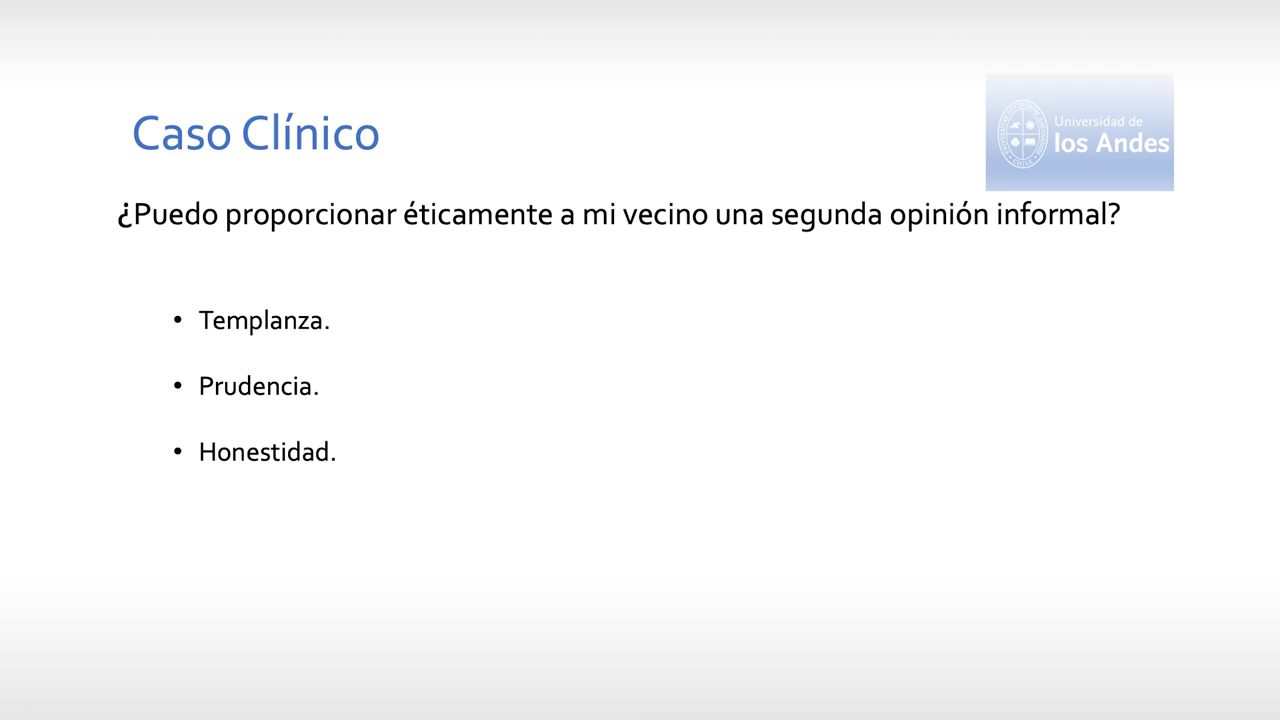 Caso Clínico
Universidad de
los Andes
¿Puedo proporcionar éticamente a mi vecino una segunda opinión informal?
• Templanza.
• Prudencia.
• Honestidad.